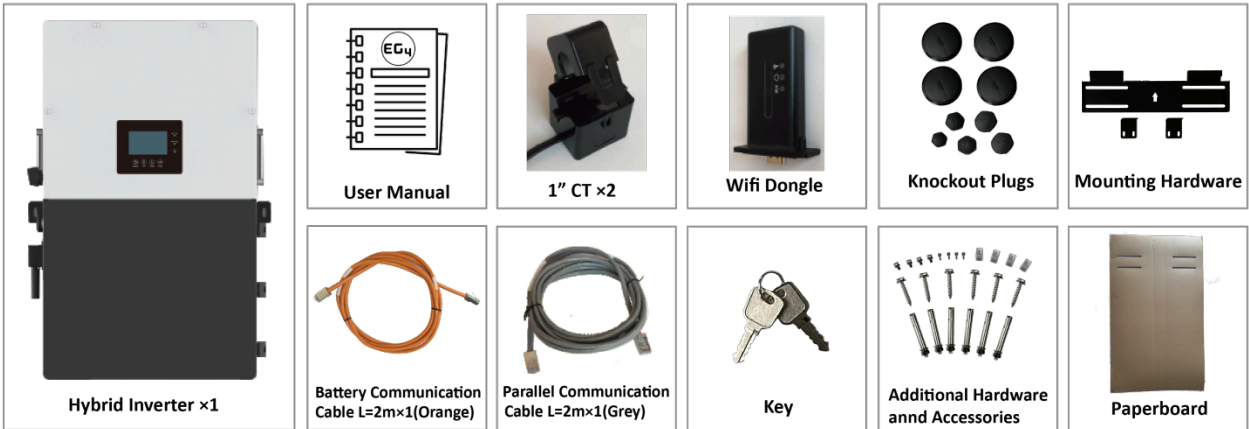 EG4
User Manual
1” CT ×2
Wifi Dongle
Knockout Plugs
Mounting Hardware
Hybrid Inverter ×1
Battery Communication
Cable L=2m×1(Orange)
Parallel Communication
Cable L=2m×1(Grey)
Key
Additional Hardware
annd Accessories
Paperboard